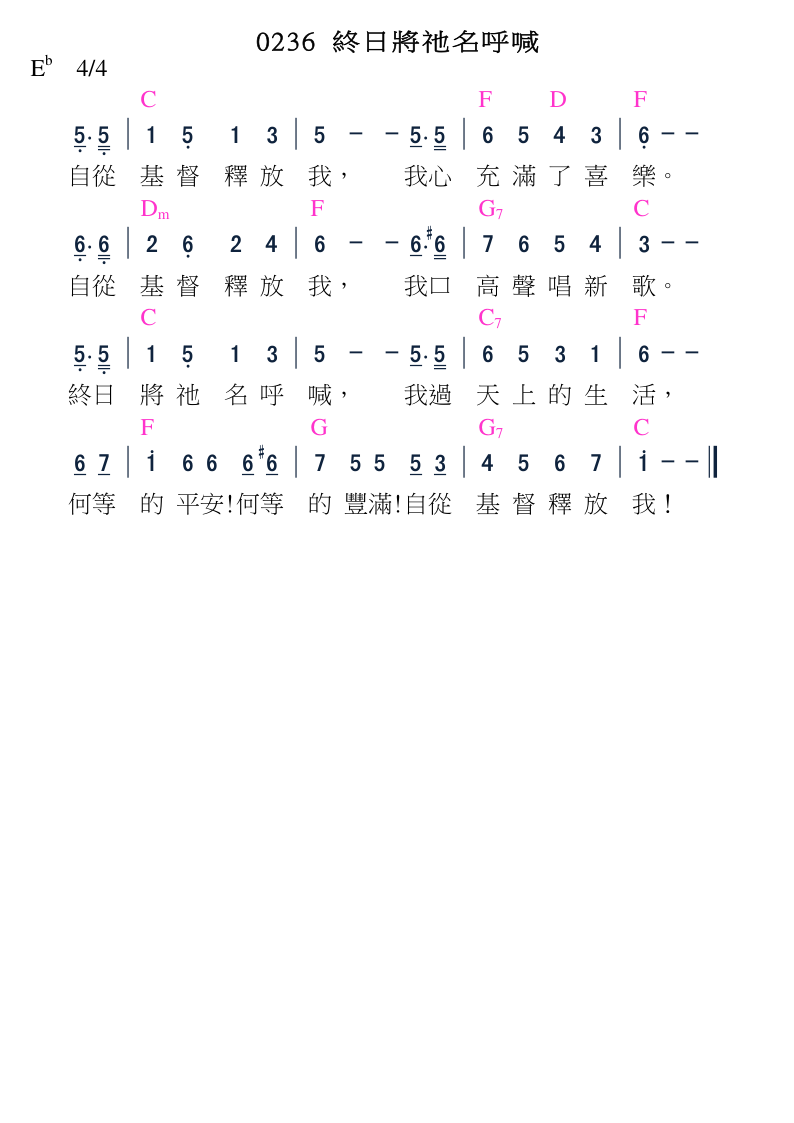 0236 終日將祂名呼喊
E♭ 4/4
C F D F
5. 5 | 1 5 1 3 | 5 - - 5. 5 | 6 5 4 3 | 6 - -
自從 基督 釋放 我， 我心 充滿了喜 樂。
Dm F G7 C
6. 6 | 2 6 2 4 | 6 - - 6. #6 | 7 6 5 4 | 3 - -
自從 基督 釋放 我， 我口 高聲唱新 歌。
C C7 F
5. 5 | 1 5 1 3 | 5 - - 5. 5 | 6 5 3 1 | 6 - -
終日 將祂 名呼 喊， 我過 天上的生 活，
F G G7 C
6 7 | 1 6 6 6 #6 | 7 5 5 5 3 | 4 5 6 7 | 1 - - ||
何等 的 平安!何等 的 豐滿!自從 基督釋放 我！